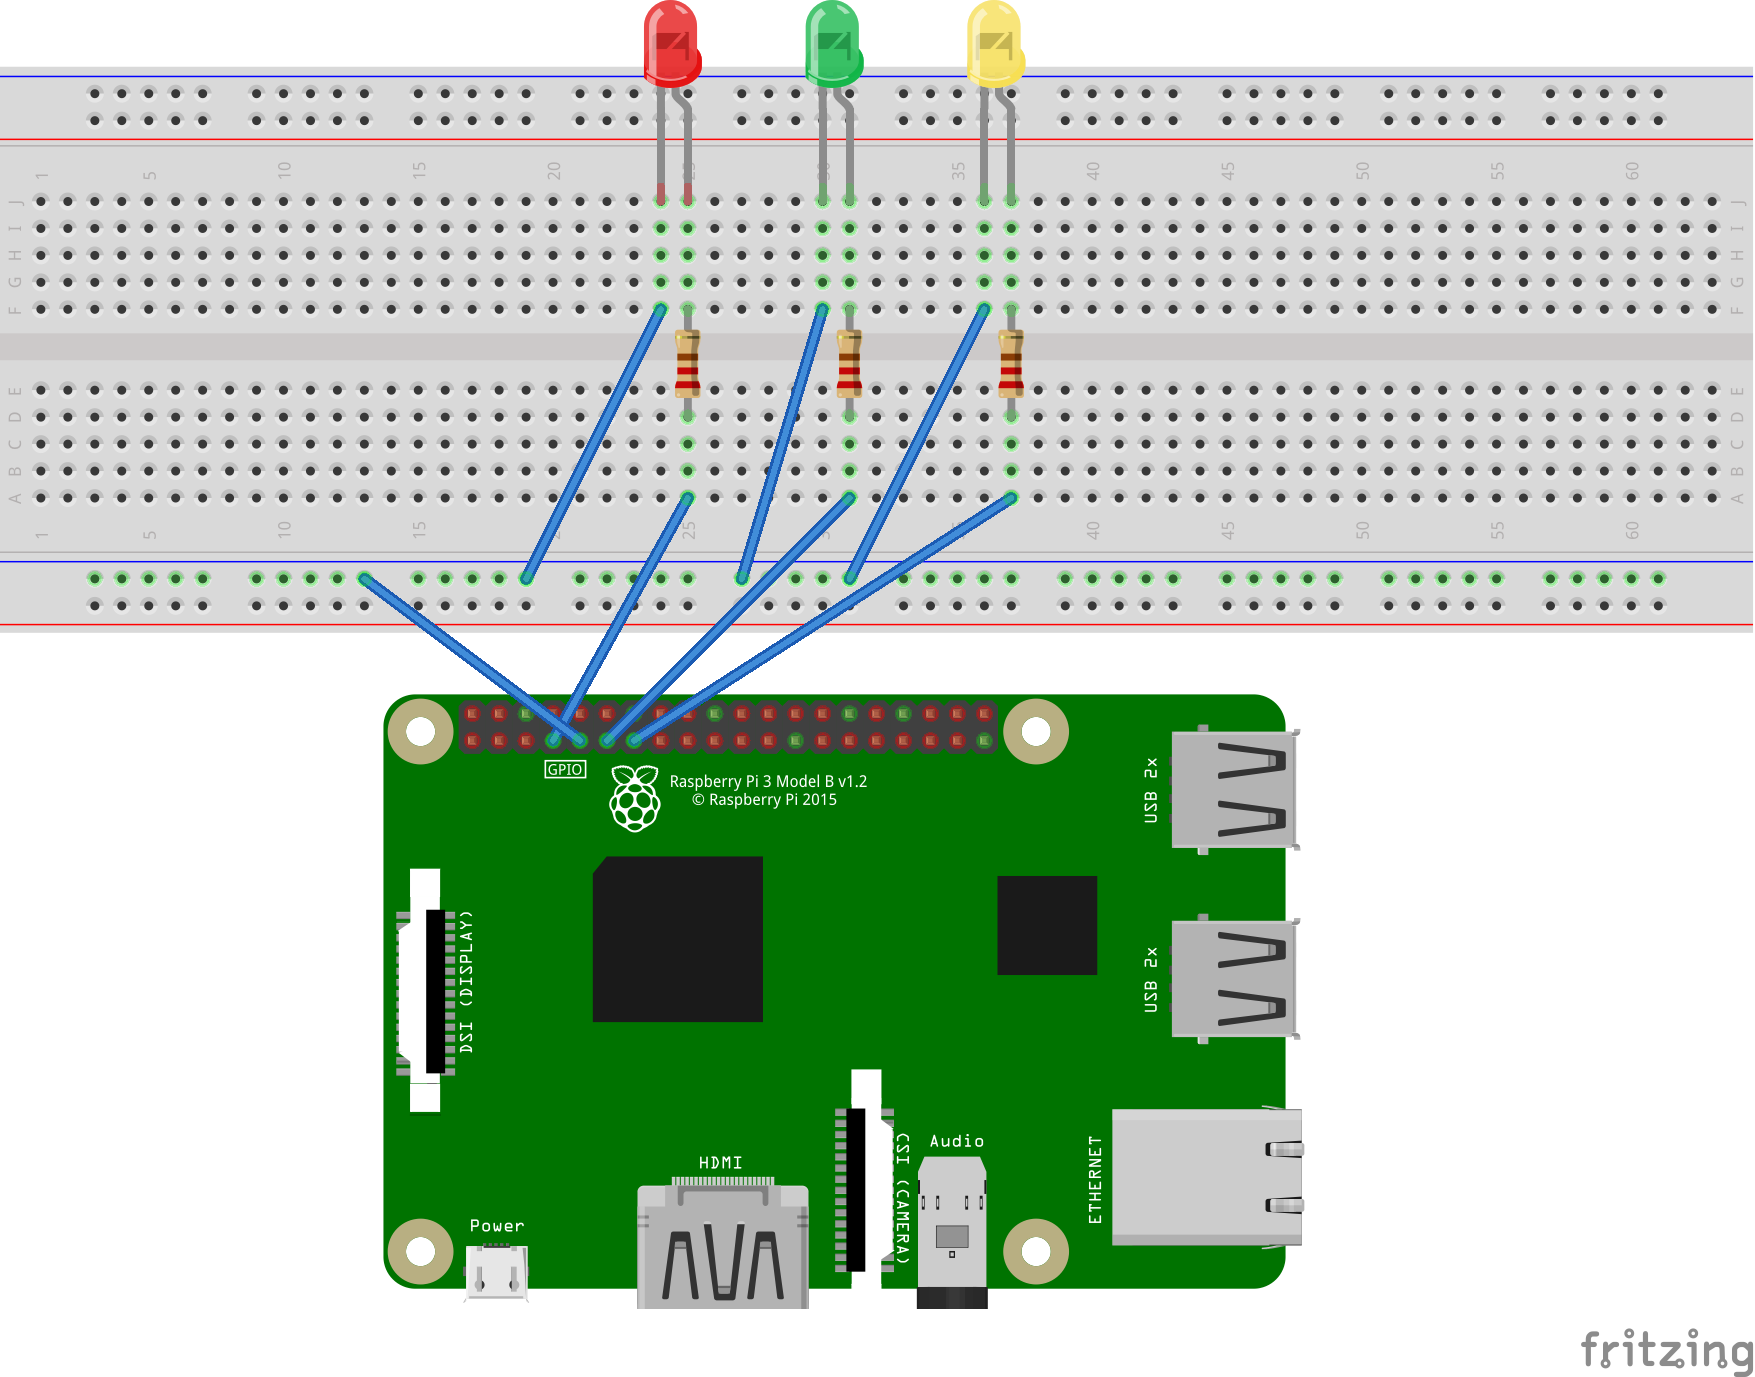 1 5 10 15 20 25 30 35 40 45 50 55 60
J J
I I
H H
G G
F F
E E
D D
C C
B B
A A
1 5 10 15 20 25 35 40 45 50 55 60
GPIO
Raspberry Pi 3 Model B v1.2
© Raspberry Pi 2015
USB 2x
DSI (DISPLAY)
USB 2x
HDMI
CSI (CAMERA)
Audio
ETHERNET
Power
fritzing